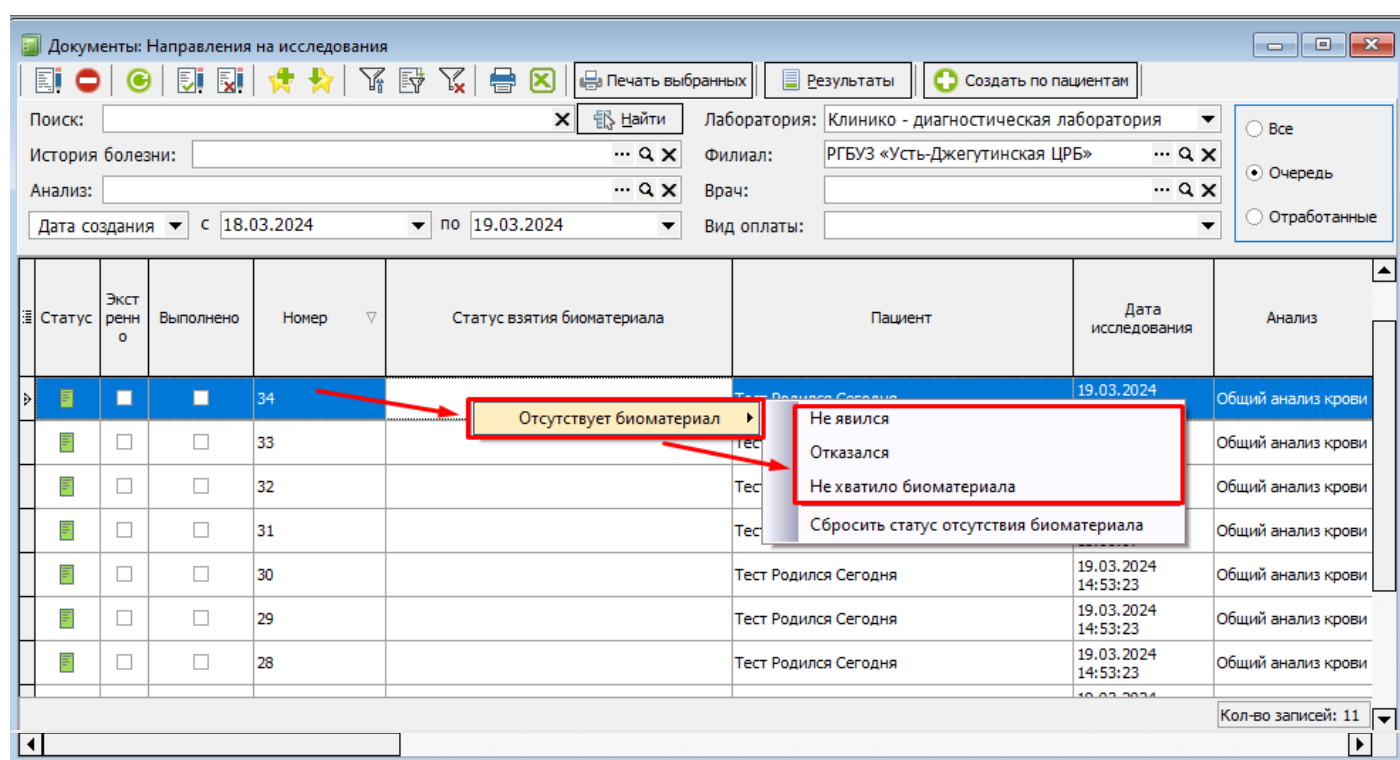 Документы: Направления на исследования
Печать выбранных Результаты Создать по пациентам
Поиск: Найти Лаборатория: Клинико - диагностическая лаборатория Все
История болезни: Филиал: РГБУЗ «Усть-Джегутинская ЦРБ» Очередь
Анализ: Врач:
Дата создания с 18.03.2024 по 19.03.2024 Вид оплаты: Отработанные
Статус Экст
ренн
о Выполнено Номер Статус взятия биоматериала Пациент Дата
исследования Анализ
34 Тест Родился Сегодня 19.03.2024 Общий анализ крови
Отсутствует биоматериал Не явился
33 Тес Отказался Общий анализ крови
32 Тес Не хватило биоматериала Общий анализ крови
31 Тес Сбросить статус отсутствия биоматериала Общий анализ крови
30 Тест Родился Сегодня 19.03.2024
14:53:23 Общий анализ крови
29 Тест Родился Сегодня 19.03.2024
14:53:23 Общий анализ крови
28 Тест Родился Сегодня 19.03.2024
14:53:23 Общий анализ крови
Кол-во записей: 11